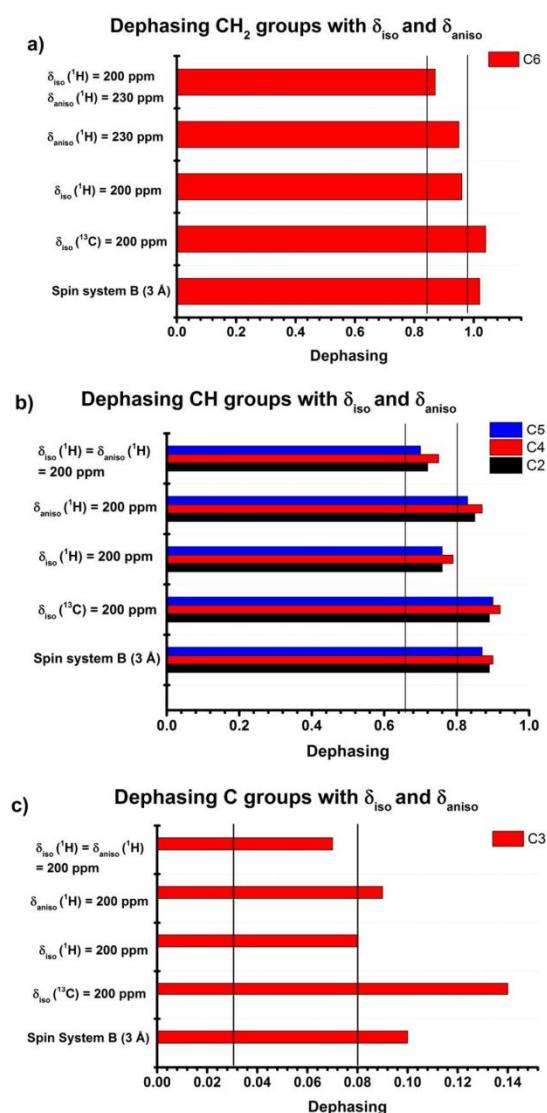 Dephasing CH₂ groups with δiso and δaniso
a)
C6
δiso(¹H) = 200 ppm
δaniso(¹H) = 230 ppm
δaniso(¹H) = 230 ppm
δiso(¹H) = 200 ppm
δiso(¹³C) = 200 ppm
Spin system B (3 Å)
0.0 0.2 0.4 0.6 0.8 1.0
Dephasing
Dephasing CH groups with δiso and δaniso
b)
C5
C4
C2
δiso(¹H) = δaniso(¹H)
= 200 ppm
δaniso(¹H) = 200 ppm
δiso(¹H) = 200 ppm
δiso(¹³C) = 200 ppm
Spin system B (3 Å)
0.0 0.2 0.4 0.6 0.8 1.0
Dephasing
Dephasing C groups with δiso and δaniso
c)
C3
δiso(¹H) = δaniso(¹H)
= 200 ppm
δaniso(¹H) = 200 ppm
δiso(¹H) = 200 ppm
δiso(¹³C) = 200 ppm
Spin System B (3 Å)
0.00 0.02 0.04 0.06 0.08 0.10 0.12 0.14
Dephasing